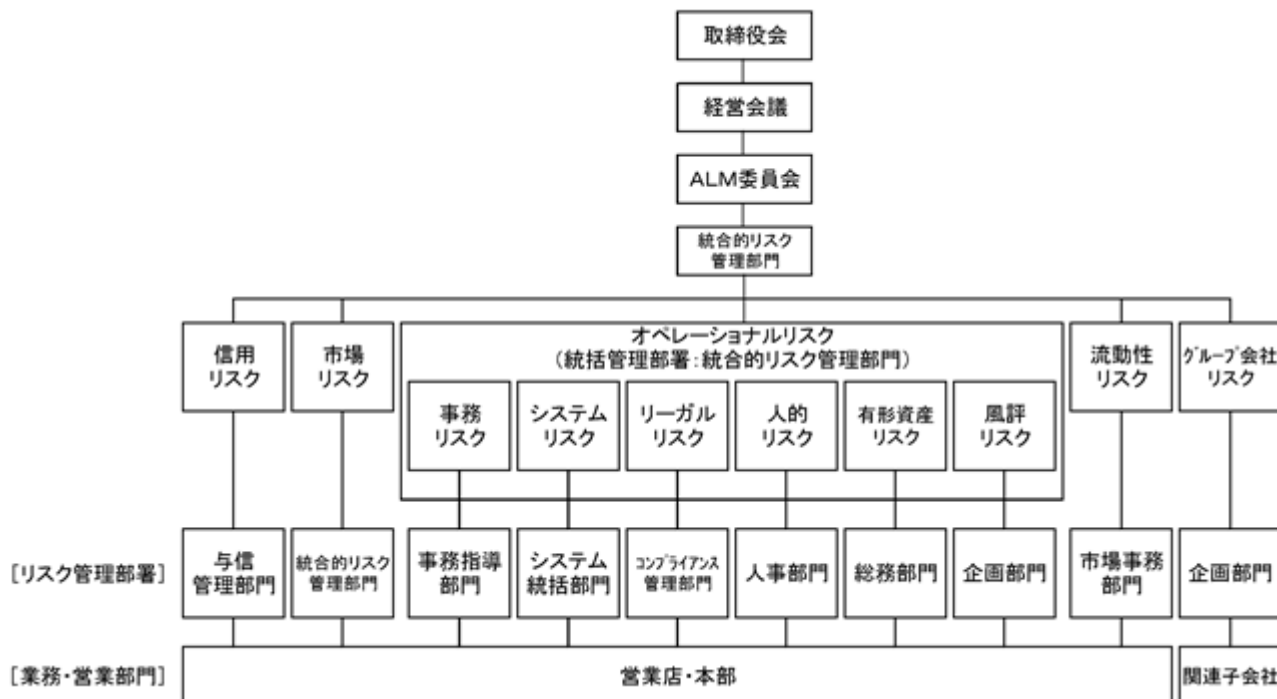 取締役会
経営会議
ALM委員会
統合的リスク
管理部門
信用
リスク
市場
リスク
オペレーショナルリスク
(統括管理部署:統合的リスク管理部門)
事務
リスク
システム
リスク
リーガル
リスク
人的
リスク
有形資産
リスク
風評
リスク
流動性
リスク
グループ会社
リスク
[リスク管理部署]
与信
管理部門
統合的リスク
管理部門
事務指導
部門
システム
統括部門
コンプライアンス
管理部門
人事部門
総務部門
企画部門
市場事務
部門
企画部門
[業務・営業部門]
営業店・本部
関連子会社